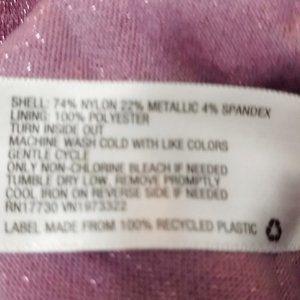 SHELL: 74% NYLON 22% METALLIC 4% SPANDEX
LINING: 100% POLYESTER
TURN INSIDE OUT
MACHINE WASH COLD WITH LIKE COLORS
GENTLE CYCLE
ONLY NON-CHLORINE BLEACH IF NEEDED
TUMBLE DRY LOW. REMOVE PROMPTLY
COOL IRON ON REVERSE SIDE IF NEEDED
RN17730 VN1973322
LABEL MADE FROM 100% RECYCLED PLASTIC